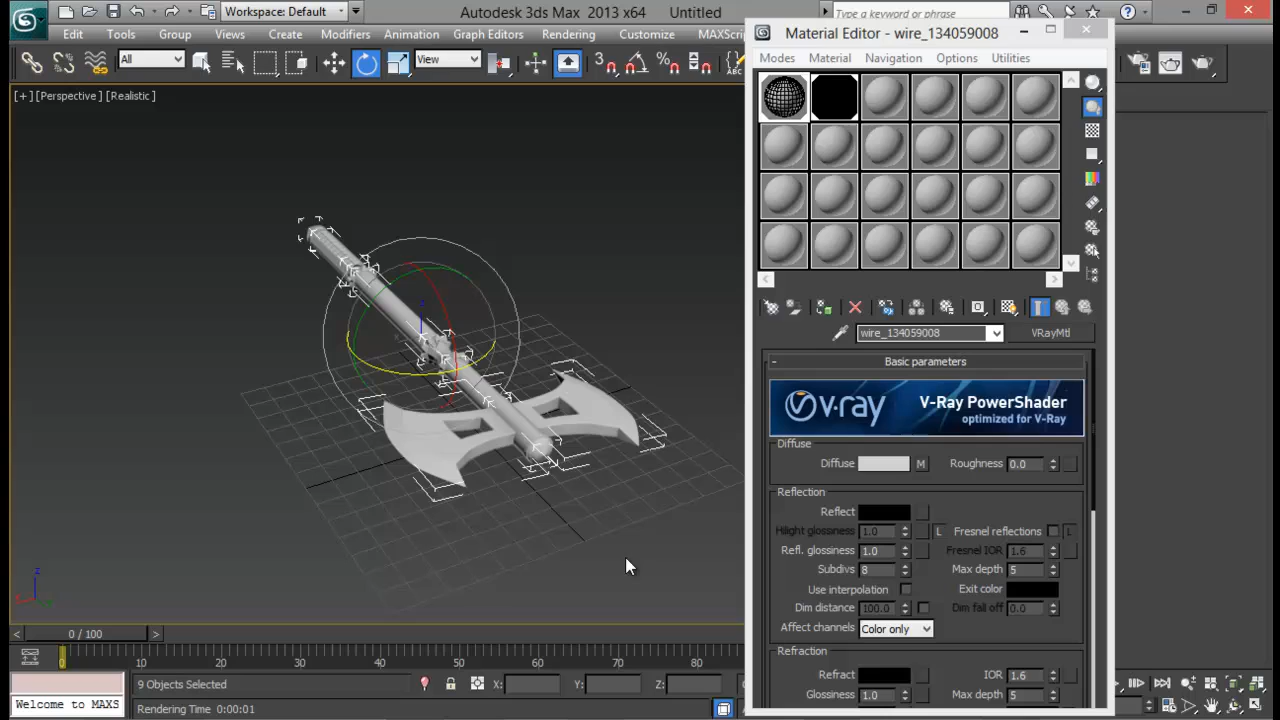 Workspace: Default
Autodesk 3ds Max  2013 x64
Untitled
Type a keyword or phrase
Edit
Tools
Group
Views
Create
Modifiers
Animation
Graph Editors
Rendering
Customize
MAXScri
All
View
[+] [Perspective] [Realistic]
Material Editor - wire_134059008
Modes
Material
Navigation
Options
Utilities
wire_134059008
VRayMtl
Basic parameters
v·ray
V-Ray PowerShader
optimized for V-Ray
Diffuse
Diffuse
M
Roughness
0.0
Reflection
Reflect
Hilight glossiness
1.0
L
Fresnel reflections
L
Refl. glossiness
1.0
Fresnel IOR
1.6
Subdivs
8
Max depth
5
Use interpolation
Exit color
Dim distance
100.0
Dim fall off
0.0
Affect channels
Color only
Refraction
Refract
IOR
1.6
Glossiness
1.0
Max depth
5
0 / 100
0
10
20
30
40
50
60
70
80
9 Objects Selected
X:
Y:
Z:
Welcome to MAXS
Rendering Time  0:00:01